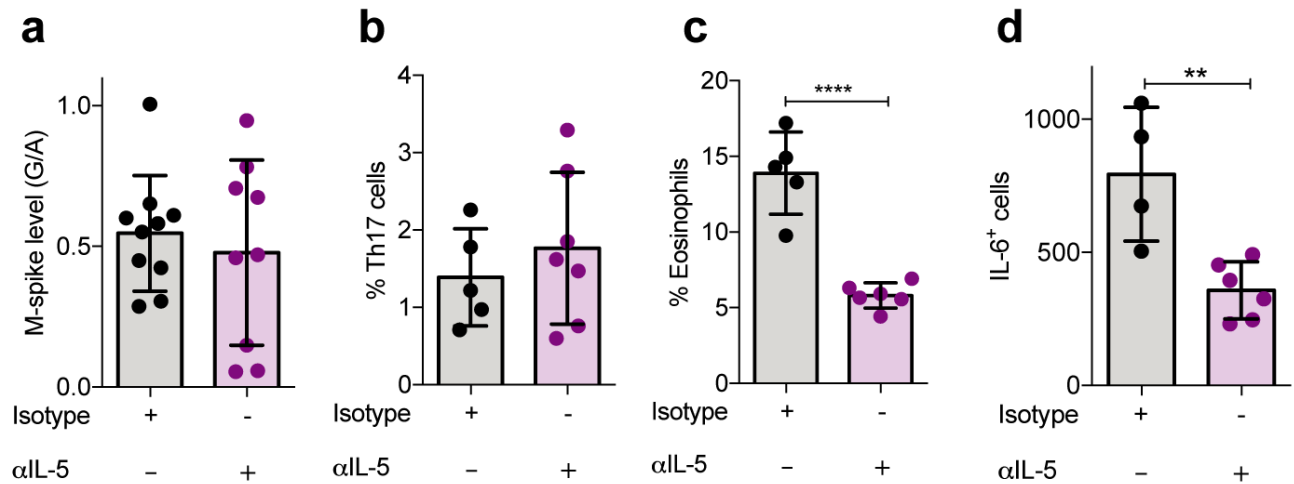 a
M-spike level (G/A)
1.0
0.5
0.0
Isotype + -
αIL-5 – +
b
% Th17 cells
4
3
2
1
0
Isotype + -
αIL-5 – +
c
% Eosinophils
20
15
10
5
0
****
Isotype + -
αIL-5 – +
d
IL-6⁺ cells
1000
500
0
**
Isotype + -
αIL-5 – +